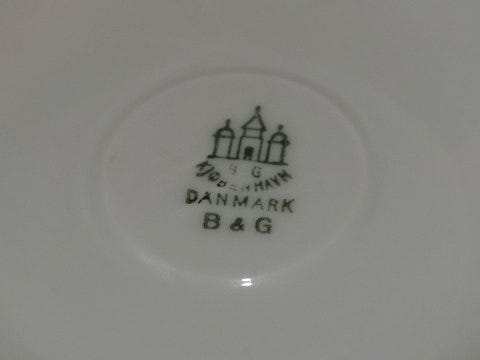 B G
KJØBENHAVN
DANMARK
B & G